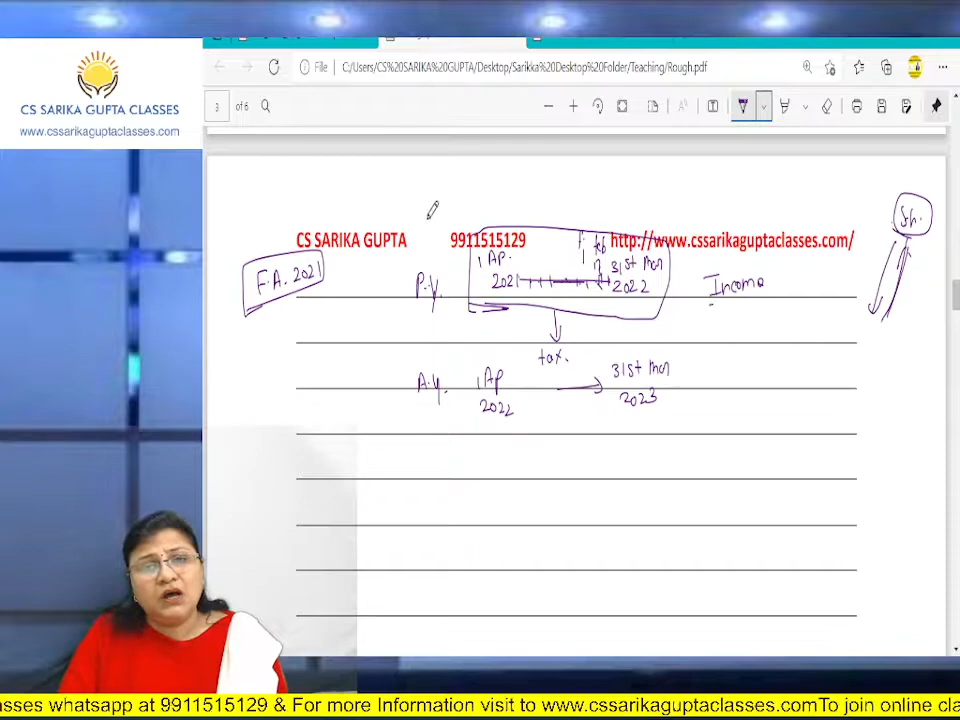 CS SARIKA GUPTA CLASSES
www.cssarikaguptaclasses.com
File C:/Users/CS%20SARIKA%20GUPTA/Desktop/Sarikka%20Desktop%20Folder/Teaching/Rough.pdf
3 of 6
CS SARIKA GUPTA 9911515129 http://www.cssarikaguptaclasses.com/
F.A. 2021
P.Y. 1 AP. 2021 31st Mar 2022 Income
tax.
A.Y. 1 AP 2022 31st Mar 2023
asses whatsapp at 9911515129 & For more Information visit to www.cssarikaguptaclasses.comTo join online cla